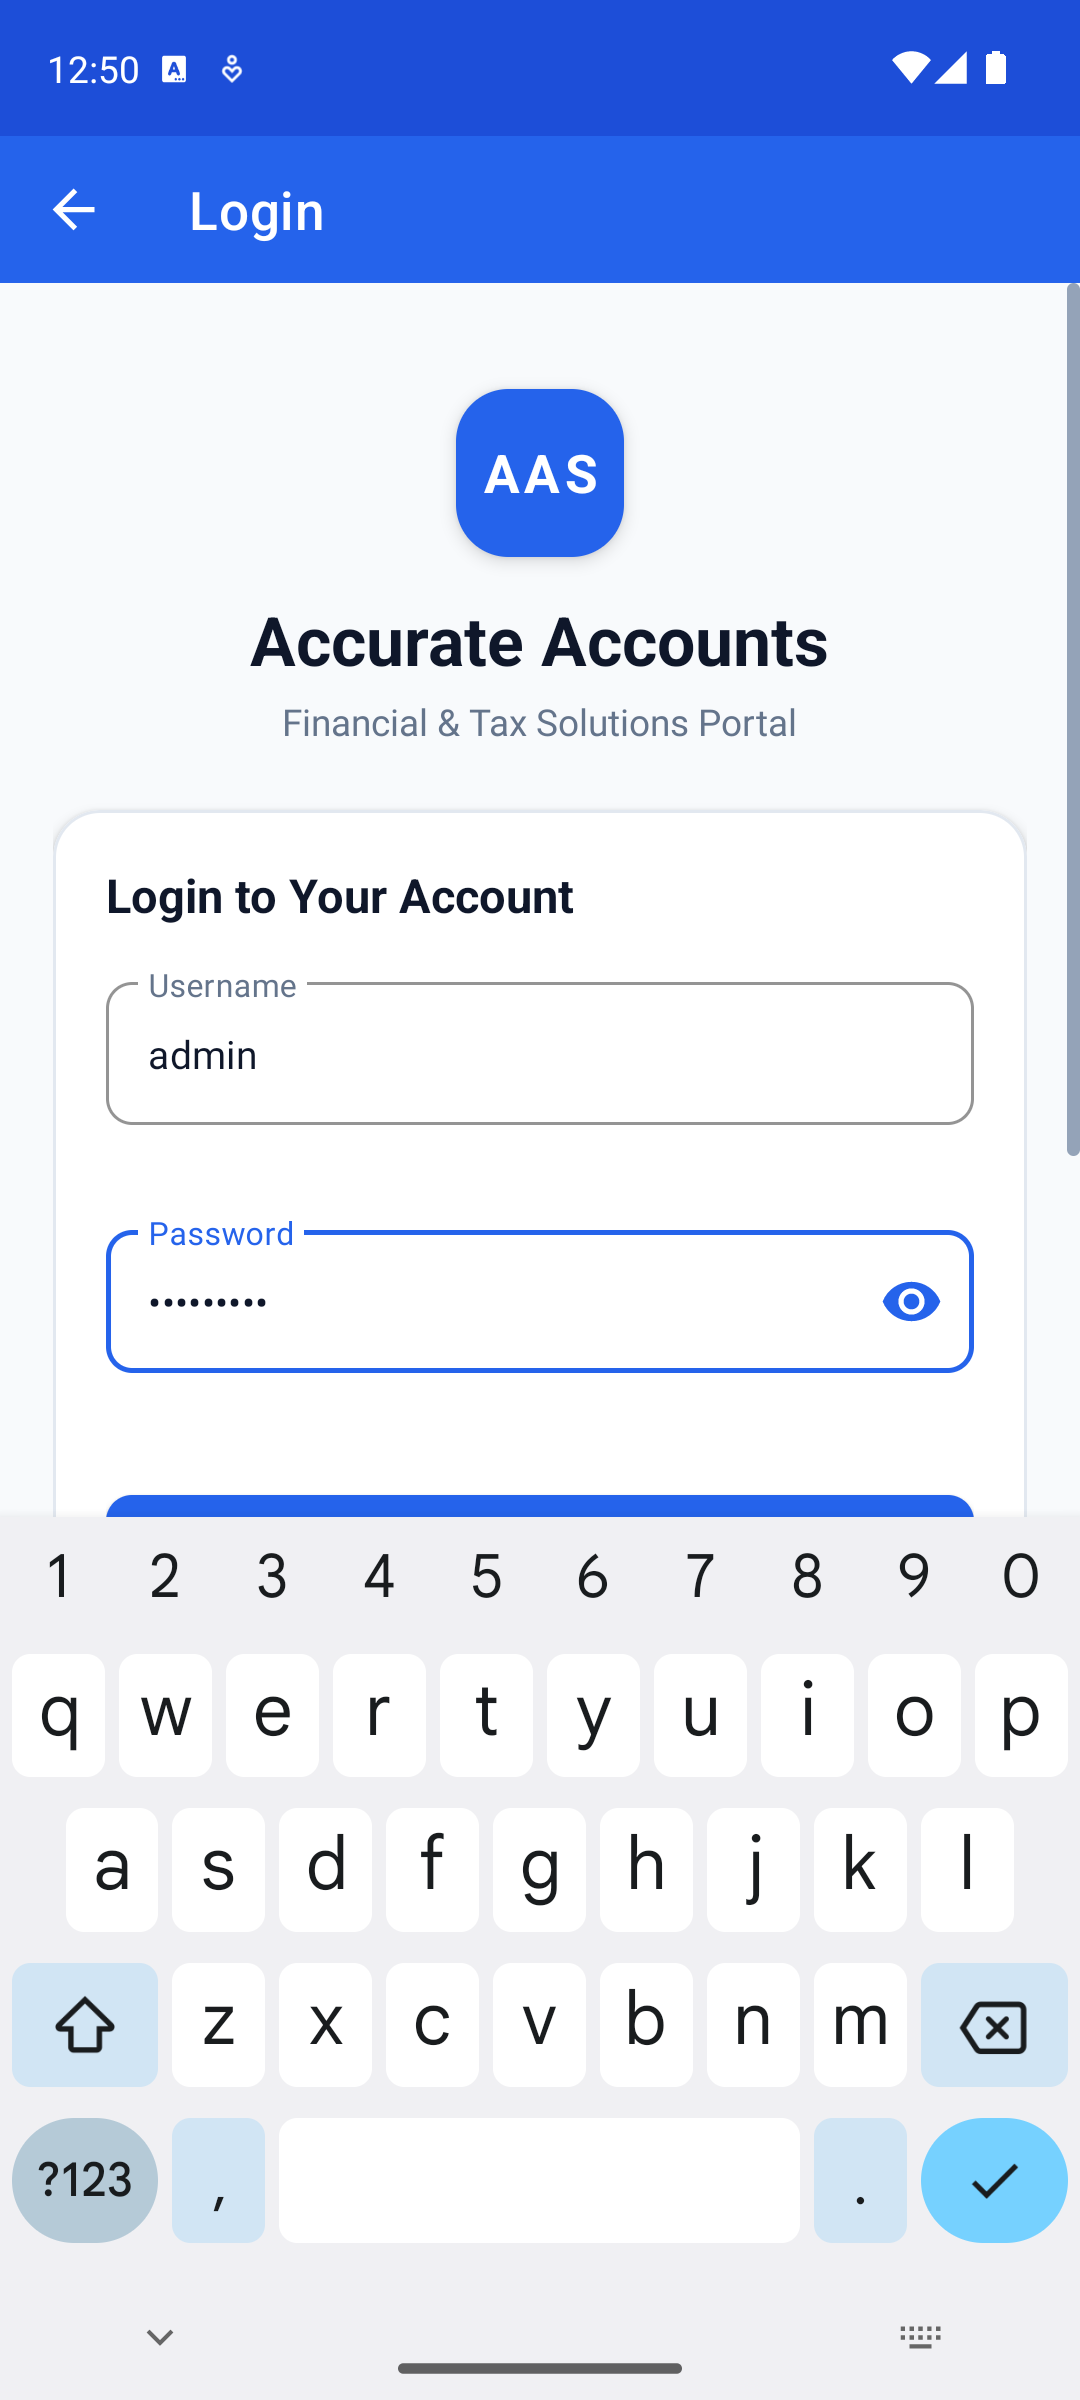 12:50
Login
AAS
Accurate Accounts
Financial & Tax Solutions Portal
Login to Your Account
Username
admin
Password
•••••••••
1 2 3 4 5 6 7 8 9 0
q w e r t y u i o p
a s d f g h j k l
z x c v b n m
?123 , .